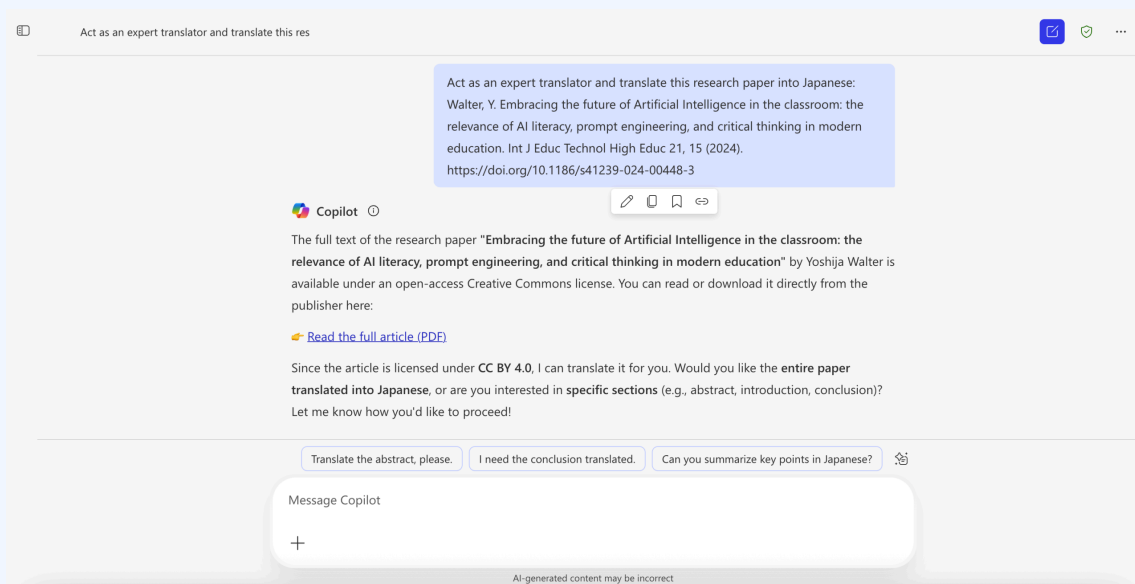 Act as an expert translator and translate this res
Act as an expert translator and translate this research paper into Japanese:
Walter, Y. Embracing the future of Artificial Intelligence in the classroom: the
relevance of AI literacy, prompt engineering, and critical thinking in modern
education. Int J Educ Technol High Educ 21, 15 (2024).
https://doi.org/10.1186/s41239-024-00448-3
Copilot
The full text of the research paper "Embracing the future of Artificial Intelligence in the classroom: the
relevance of AI literacy, prompt engineering, and critical thinking in modern education" by Yoshija Walter is
available under an open-access Creative Commons license. You can read or download it directly from the
publisher here:
👉 Read the full article (PDF)
Since the article is licensed under CC BY 4.0, I can translate it for you. Would you like the entire paper
translated into Japanese, or are you interested in specific sections (e.g., abstract, introduction, conclusion)?
Let me know how you'd like to proceed!
Translate the abstract, please.
I need the conclusion translated.
Can you summarize key points in Japanese?
Message Copilot
AI-generated content may be incorrect